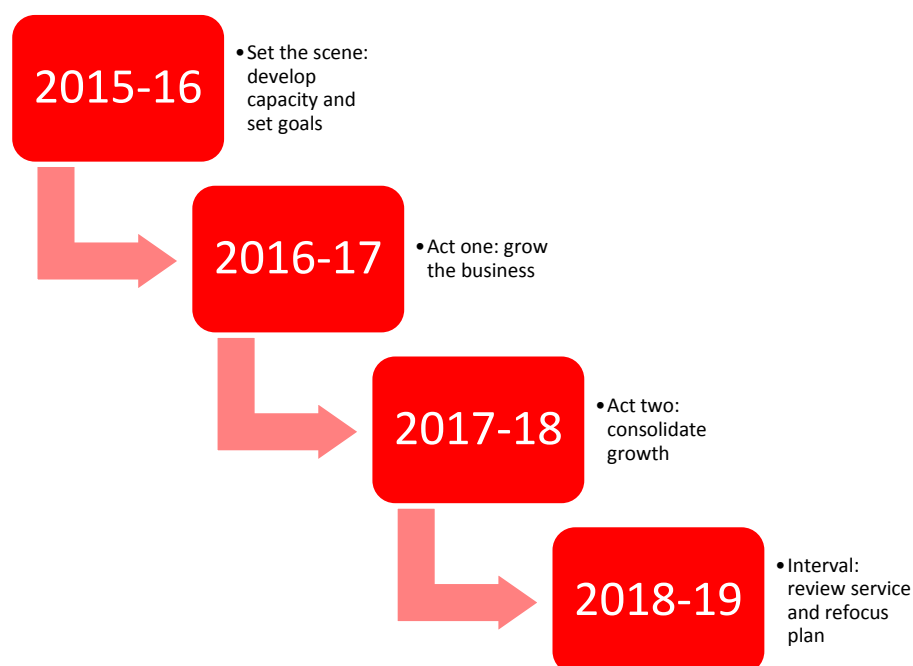 2015-16
•Set the scene:
develop
capacity and
set goals
2016-17
•Act one: grow
the business
2017-18
•Act two:
consolidate
growth
2018-19
•Interval:
review service
and refocus
plan